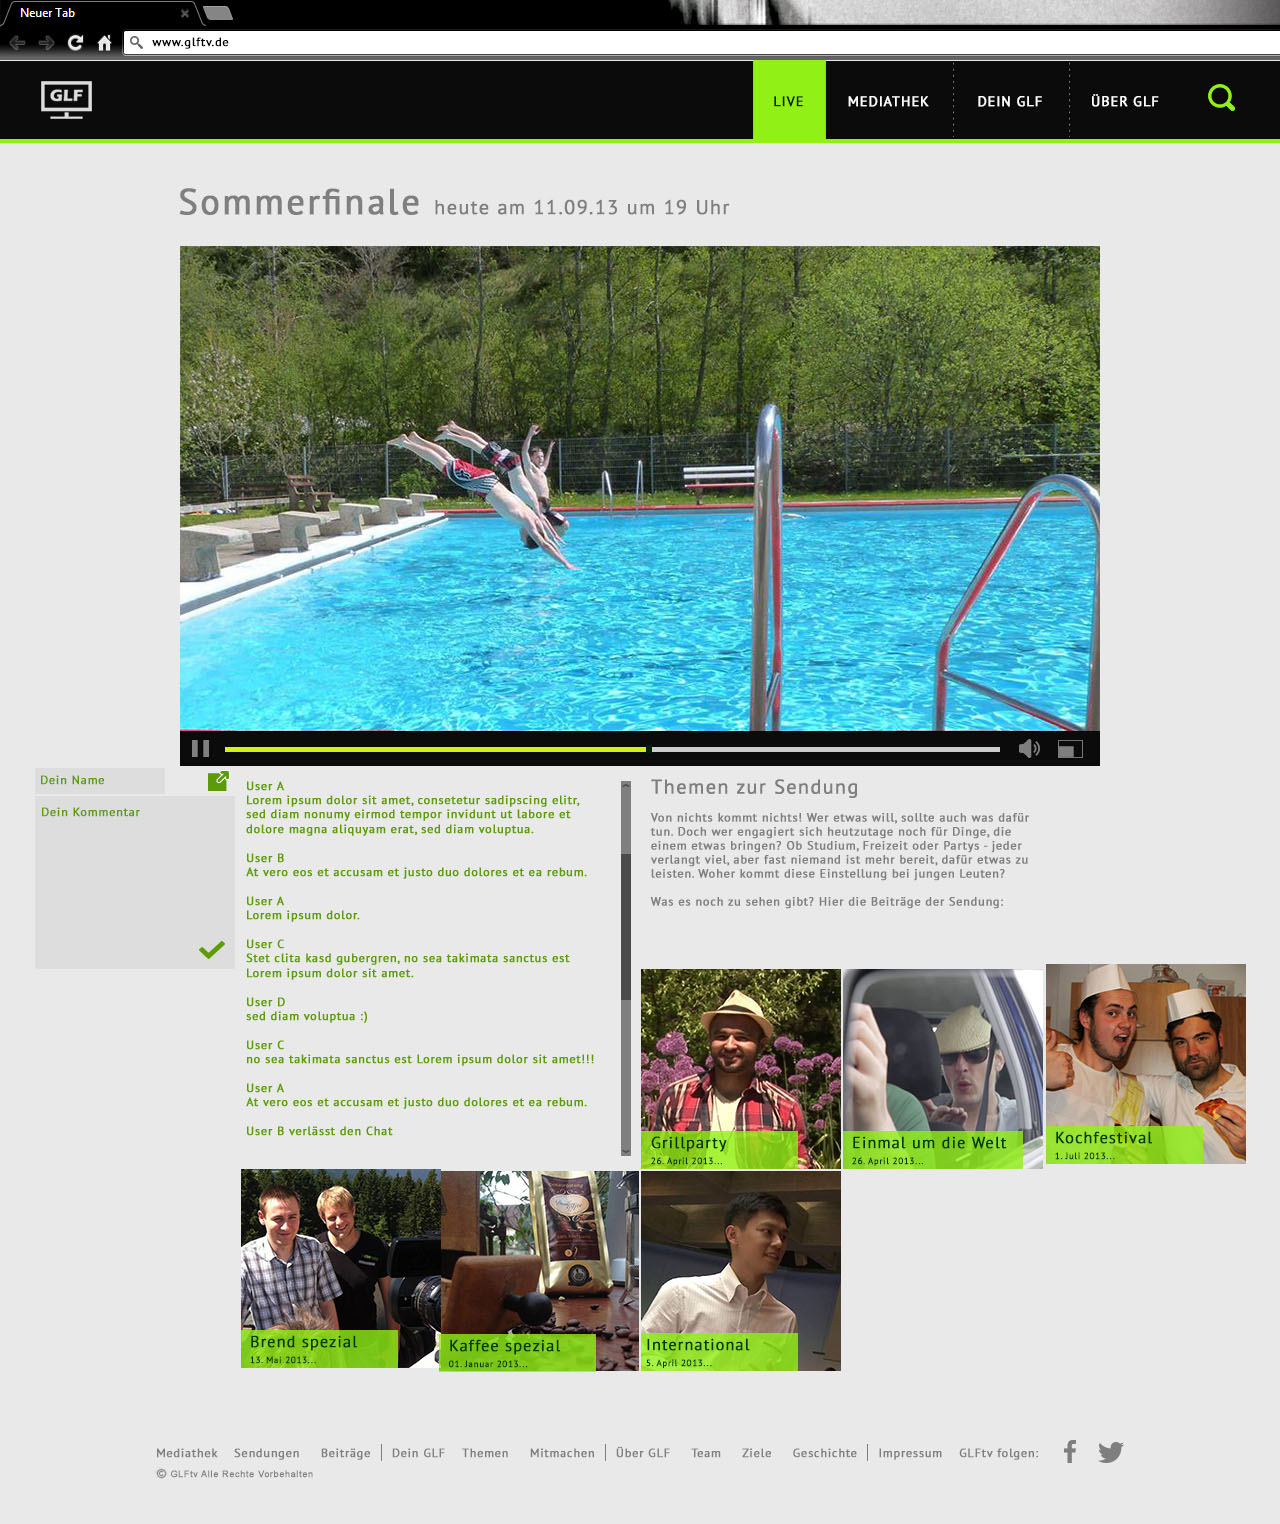 Neuer Tab
www.glftv.de
GLF
LIVE
MEDIATHEK
DEIN GLF
ÜBER GLF
Sommerfinale heute am 11.09.13 um 19 Uhr
Dein Name
Dein Kommentar
User A
Lorem ipsum dolor sit amet, consetetur sadipscing elitr,
sed diam nonumy eirmod tempor invidunt ut labore et
dolore magna aliquyam erat, sed diam voluptua.
User B
At vero eos et accusam et justo duo dolores et ea rebum.
User A
Lorem ipsum dolor.
User C
Stet clita kasd gubergren, no sea takimata sanctus est
Lorem ipsum dolor sit amet.
User D
sed diam voluptua :)
User C
no sea takimata sanctus est Lorem ipsum dolor sit amet!!!
User A
At vero eos et accusam et justo duo dolores et ea rebum.
User B verlässt den Chat
Themen zur Sendung
Von nichts kommt nichts! Wer etwas will, sollte auch was dafür
tun. Doch wer engagiert sich heutzutage noch für Dinge, die
einem etwas bringen? Ob Studium, Freizeit oder Partys - jeder
verlangt viel, aber fast niemand ist mehr bereit, dafür etwas zu
leisten. Woher kommt diese Einstellung bei jungen Leuten?
Was es noch zu sehen gibt? Hier die Beiträge der Sendung:
Grillparty
26. April 2013...
Einmal um die Welt
26. April 2013...
Kochfestival
1. Juli 2013...
Brend spezial
13. Mai 2013...
Kaffee spezial
01. Januar 2013...
International
5. April 2013...
Mediathek Sendungen Beiträge Dein GLF Themen Mitmachen Über GLF Team Ziele Geschichte Impressum GLFtv folgen:
© GLFtv Alle Rechte Vorbehalten